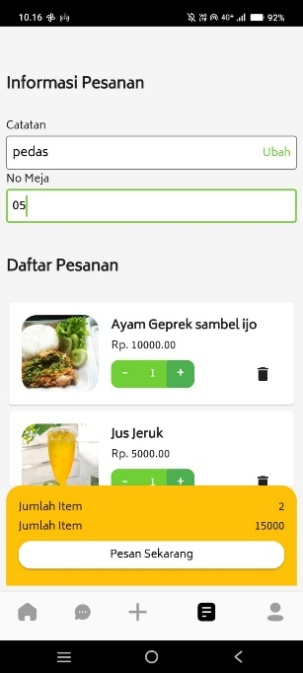 10.16
4G+ 92%
Informasi Pesanan
Catatan
pedas Ubah
No Meja
05
Daftar Pesanan
Ayam Geprek sambel ijo
Rp. 10000.00
- 1 +
Jus Jeruk
Rp. 5000.00
- 1 +
Jumlah Item 2
Jumlah Item 15000
Pesan Sekarang